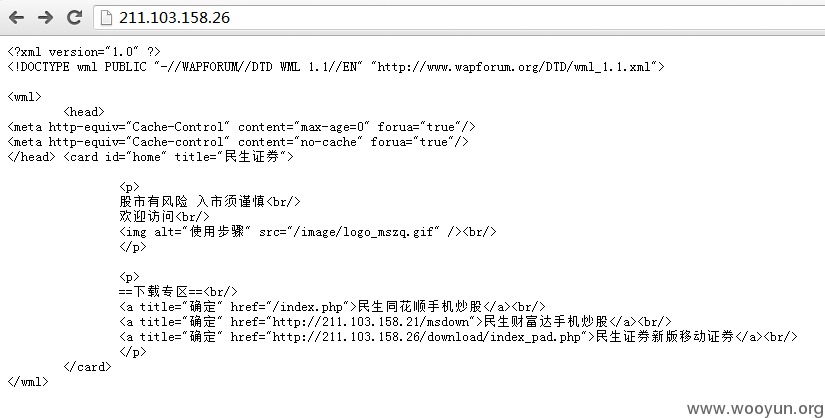 211.103.158.26
<?xml version="1.0" ?>
<!DOCTYPE wml PUBLIC "-//WAPFORUM//DTD WML 1.1//EN" "http://www.wapforum.org/DTD/wml_1.1.xml">
<wml>
<head>
<meta http-equiv="Cache-Control" content="max-age=0" forua="true"/>
<meta http-equiv="Cache-control" content="no-cache" forua="true"/>
</head> <card id="home" title="民生证券">
<p>
股市有风险 入市须谨慎<br/>
欢迎访问<br/>
<img alt="使用步骤" src="/image/logo_mszq.gif" /><br/>
</p>
<p>
==下载专区==<br/>
<a title="确定" href="/index.php">民生同花顺手机炒股</a><br/>
<a title="确定" href="http://211.103.158.21/msdown">民生财富达手机炒股</a><br/>
<a title="确定" href="http://211.103.158.26/download/index_pad.php">民生证券新版移动证券</a><br/>
</p>
</card>
</wml>
www.wooyun.org